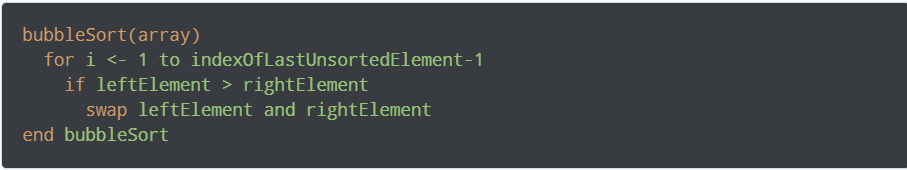 bubbleSort(array)
  for i <- 1 to indexOfLastUnsortedElement-1
    if leftElement > rightElement
      swap leftElement and rightElement
end bubbleSort